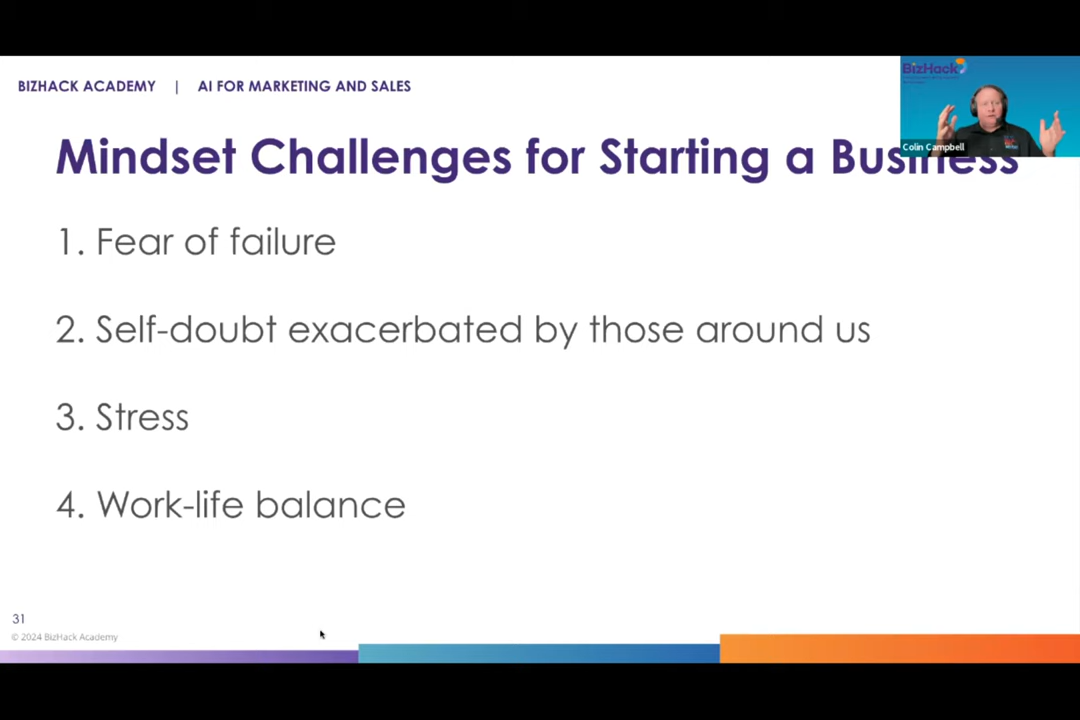 BIZHACK ACADEMY | AI FOR MARKETING AND SALES
BizHack
Colin Campbell
Mindset Challenges for Starting a Business
1. Fear of failure
2. Self-doubt exacerbated by those around us
3. Stress
4. Work-life balance
31
© 2024 BizHack Academy